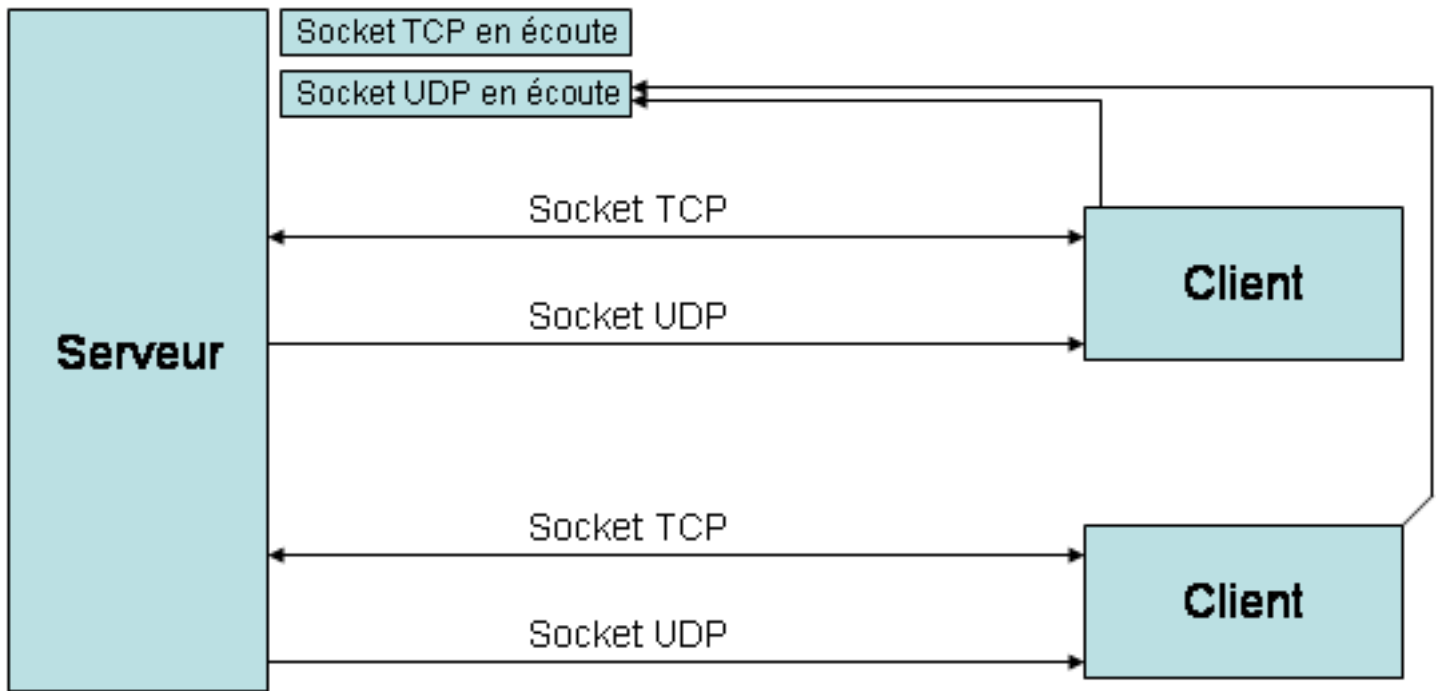 Socket TCP en écoute
Socket UDP en écoute
Socket TCP
Client
Socket UDP
Serveur
Socket TCP
Client
Socket UDP